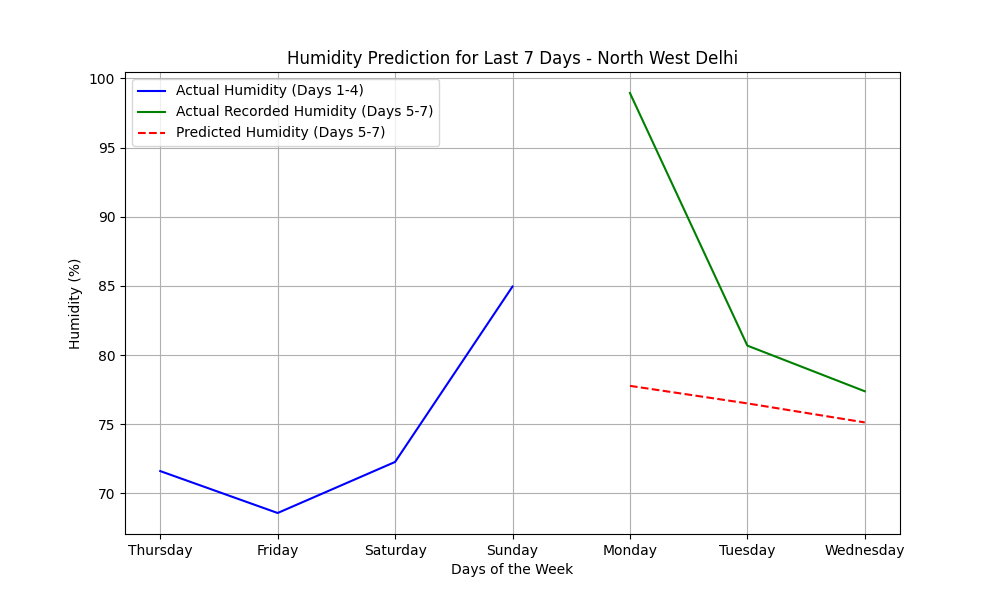 Humidity Prediction for Last 7 Days - North West Delhi
Actual Humidity (Days 1-4)
Actual Recorded Humidity (Days 5-7)
Predicted Humidity (Days 5-7)
100
95
90
85
80
75
70
Humidity (%)
Thursday Friday Saturday Sunday Monday Tuesday Wednesday
Days of the Week